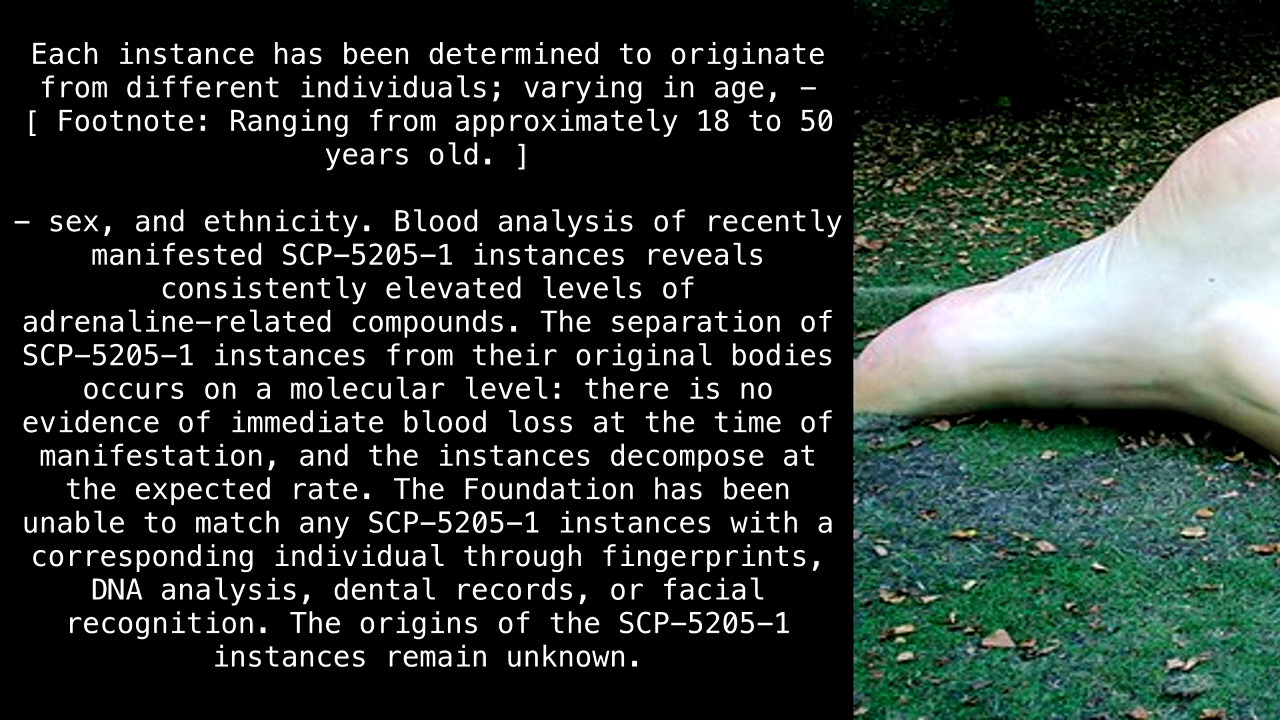 Each instance has been determined to originate
from different individuals; varying in age, –
[ Footnote: Ranging from approximately 18 to 50
years old. ]
– sex, and ethnicity. Blood analysis of recently
manifested SCP–5205–1 instances reveals
consistently elevated levels of
adrenaline–related compounds. The separation of
SCP–5205–1 instances from their original bodies
occurs on a molecular level: there is no
evidence of immediate blood loss at the time of
manifestation, and the instances decompose at
the expected rate. The Foundation has been
unable to match any SCP–5205–1 instances with a
corresponding individual through fingerprints,
DNA analysis, dental records, or facial
recognition. The origins of the SCP–5205–1
instances remain unknown.